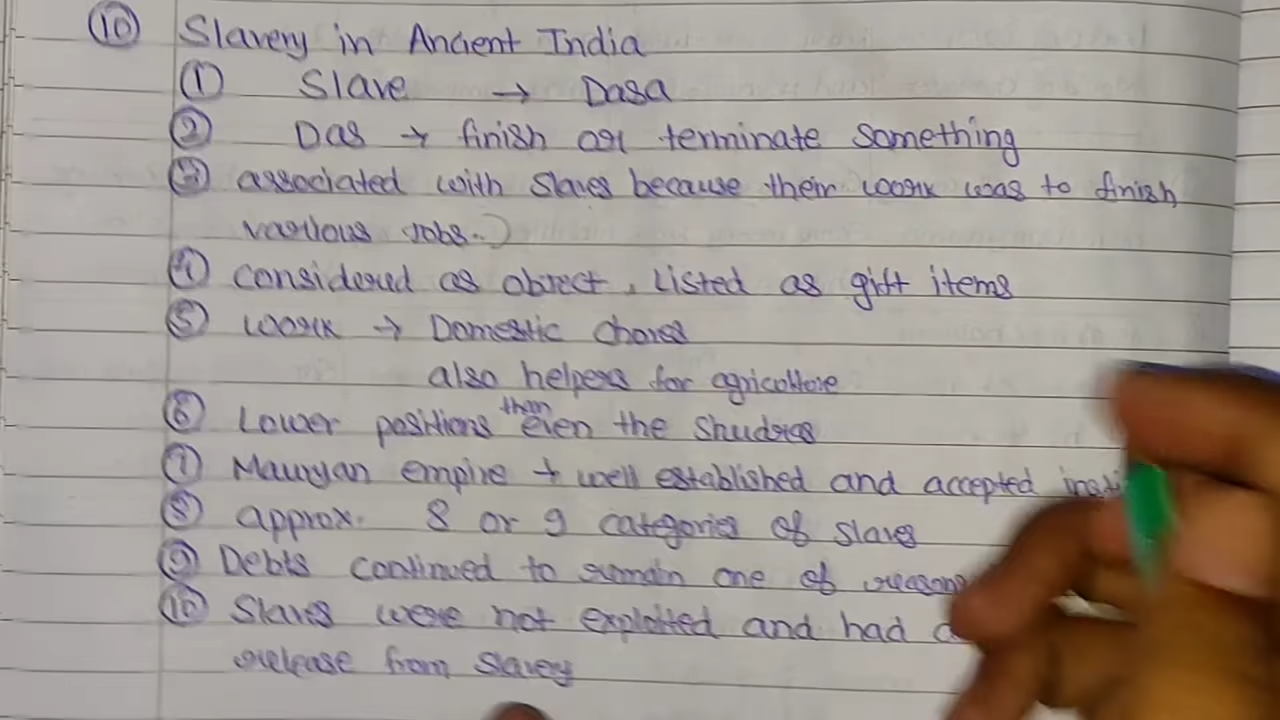 10 Slavery in Ancient India
1 Slave → Dasa
2 Das → finish or terminate something
3 associated with Slaves because their work was to finish
various Jobs..)
4 considered as object, Listed as gift items
5 work → Domestic Chores
also helpers for agriculture
6 Lower positions than even the Shudras
7 Mauryan empire → well established and accepted
8 approx. 8 or 9 categories of slaves
9 Debts continued to remain one of reasons
10 Slaves were not exploited and had
release from Slavery